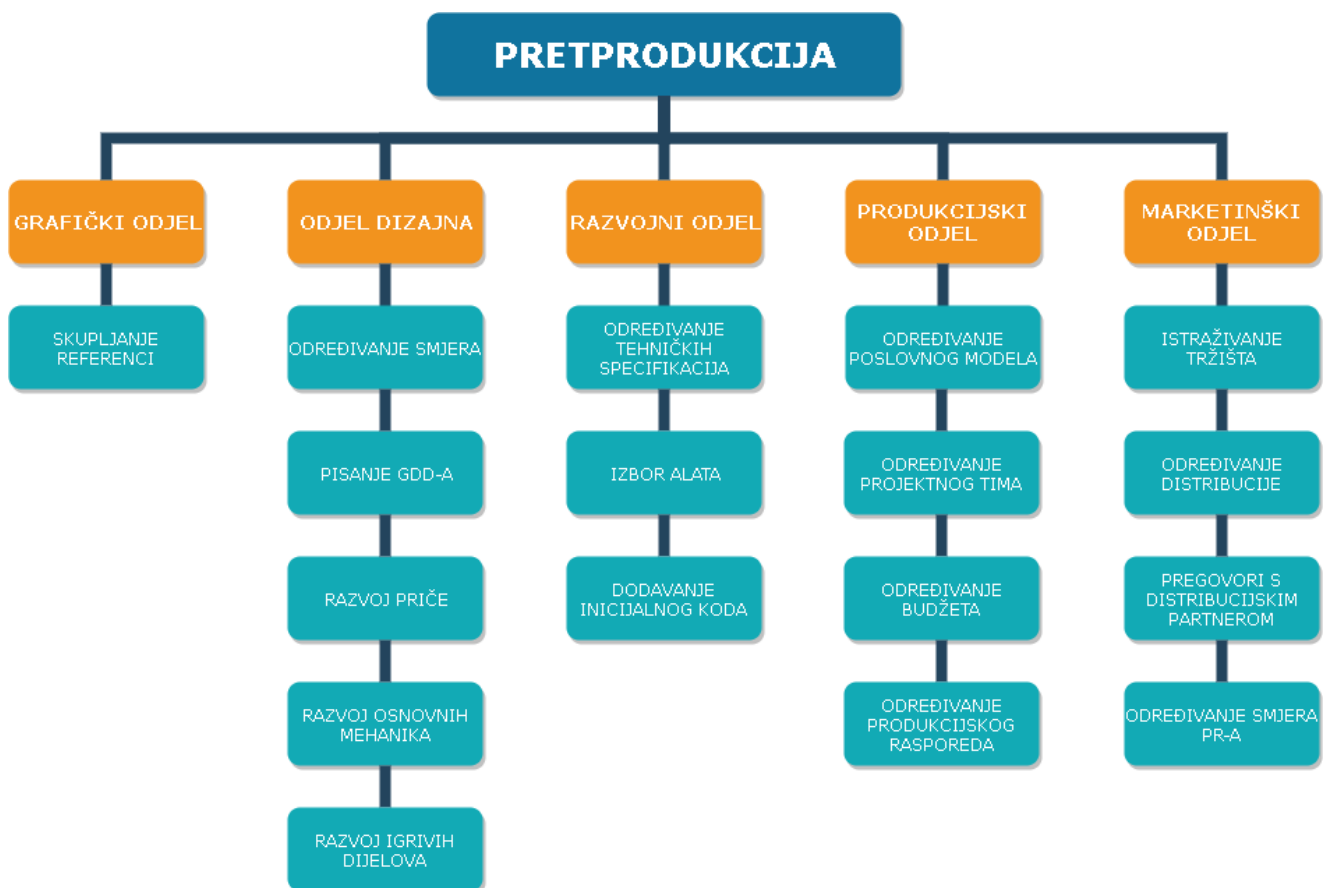 PRETPRODUKCIJA
GRAFIČKI ODJEL
SKUPLJANJE
REFERENCI
ODJEL DIZAJNA
ODREĐIVANJE SMJERA
PISANJE GDD-A
RAZVOJ PRIČE
RAZVOJ OSNOVNIH
MEHANIKA
RAZVOJ IGRIVIH
DIJELOVA
RAZVOJNI ODJEL
ODREĐIVANJE
TEHNIČKIH
SPECIFIKACIJA
IZBOR ALATA
DODAVANJE
INICIJALNOG KODA
PRODUKCIJSKI
ODJEL
ODREĐIVANJE
POSLOVNOG MODELA
ODREĐIVANJE
PROJEKTNOG TIMA
ODREĐIVANJE
BUDŽETA
ODREĐIVANJE
PRODUKCIJSKOG
RASPOREDA
MARKETINŠKI
ODJEL
ISTRAŽIVANJE
TRŽIŠTA
ODREĐIVANJE
DISTRIBUCIJE
PREGOVORI S
DISTRIBUCIJSKIM
PARTNEROM
ODREĐIVANJE SMJERA
PR-A